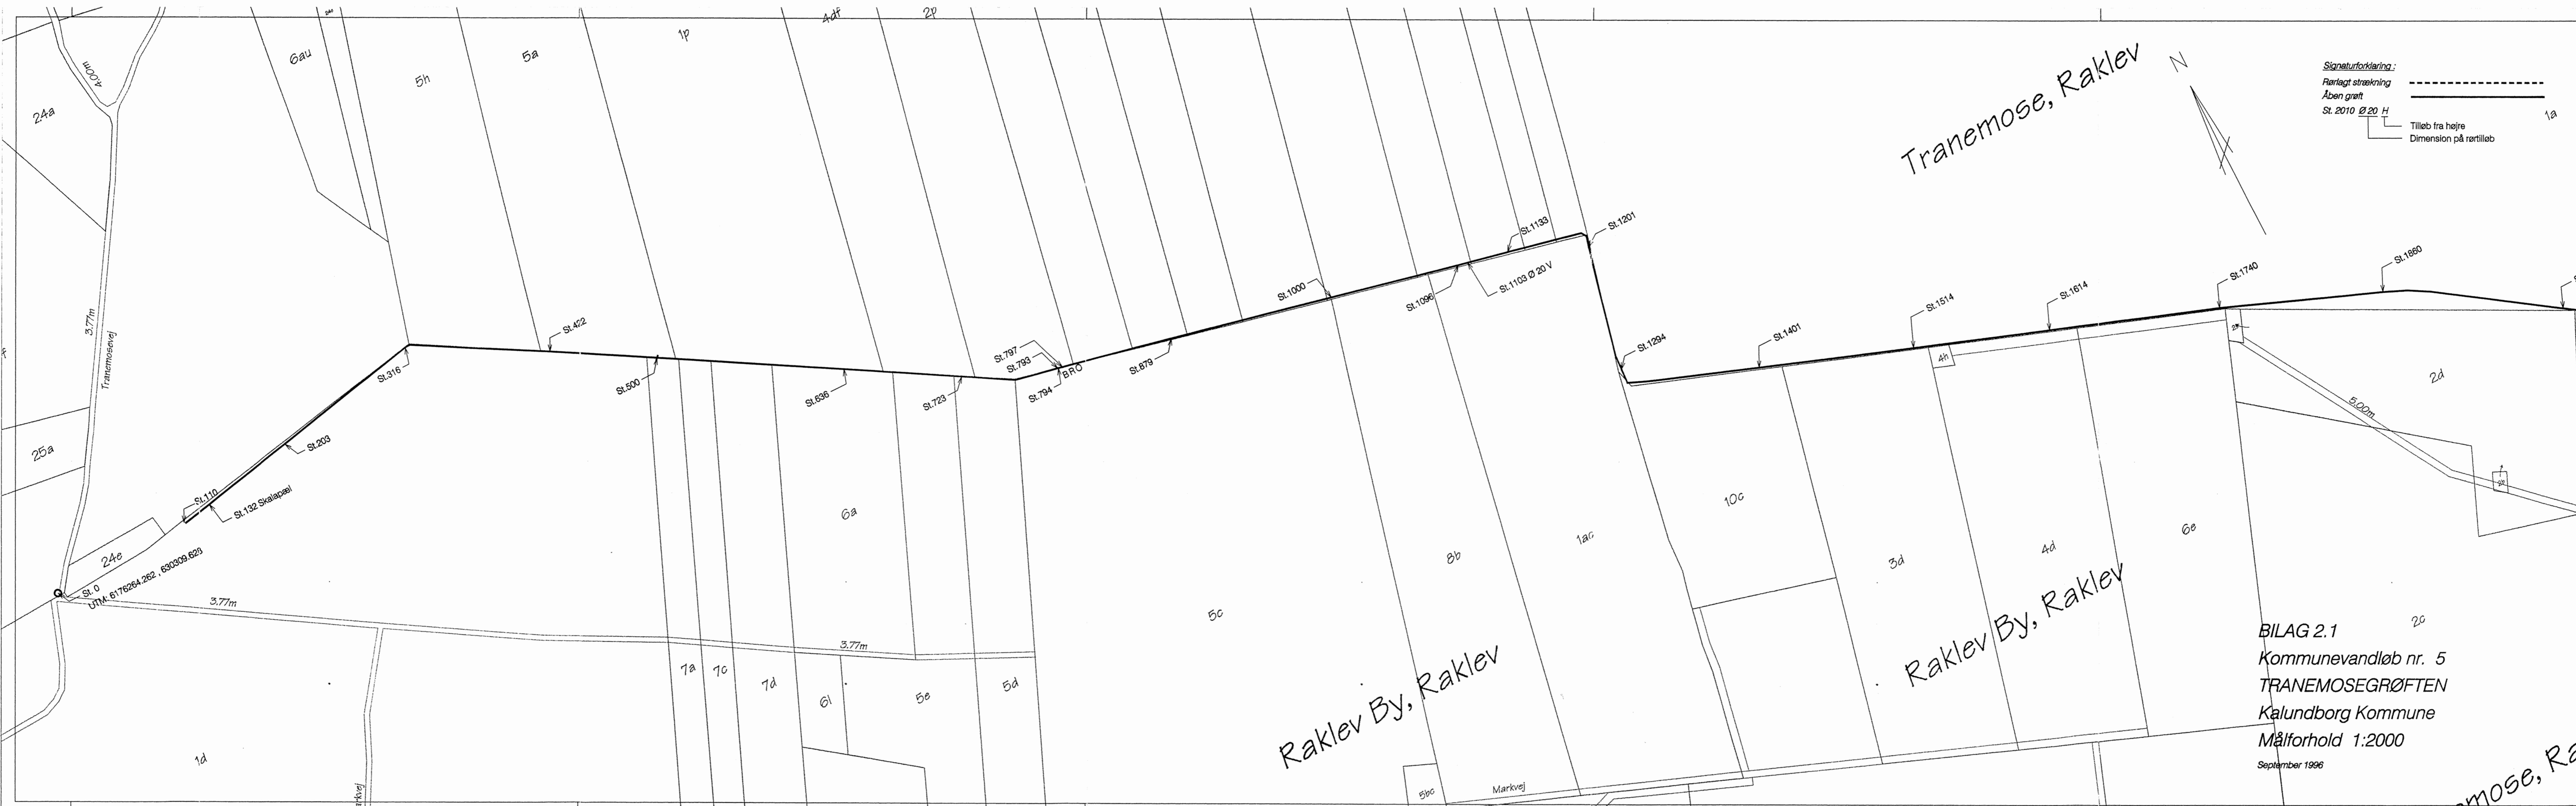 6au
5h
5a
1p
4df
2p
4.00m
24a
Tranemose, Raklev
N
Signaturforklaring :
Rørlagt strækning
Åben grøft
St. 2010 Ø 20 H
Tilløb fra højre
Dimension på rørtilløb
1a
3.77m
Tranemosevej
25a
24e
St. 0
UTM: 6176264.262 , 630309.625
St.110
St.132 Skalapæl
St.203
St.316
St.422
St.500
St.636
St.723
St.797
St.793
St.794
BRO
St.879
St.1000
St.1096
St.1103 Ø 20 V
St.1133
St.1201
St.1294
St.1401
St.1514
St.1614
St.1740
St.1860
4h
2d
5.00m
6a
5c
8b
1ac
10c
3d
4d
6e
2c
3.77m
3.77m
7a
7c
7d
6l
5e
5d
1d
5bc
Markvej
Raklev By, Raklev
Raklev By, Raklev
BILAG 2.1
Kommunevandløb nr. 5
TRANEMOSEGRØFTEN
Kalundborg Kommune
Målforhold 1:2000
September 1996